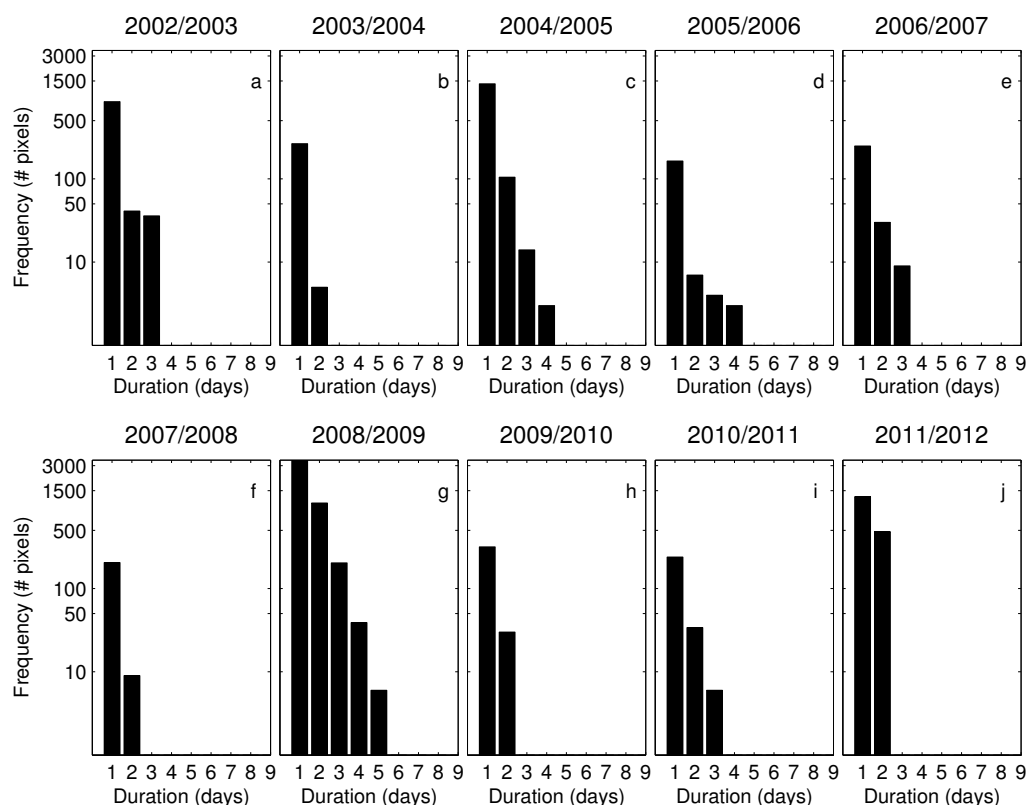 2002/2003 2003/2004 2004/2005 2005/2006 2006/2007
3000
1500
500
100
50
10
Frequency (# pixels)
a b c d e
1 2 3 4 5 6 7 8 9 1 2 3 4 5 6 7 8 9 1 2 3 4 5 6 7 8 9 1 2 3 4 5 6 7 8 9 1 2 3 4 5 6 7 8 9
Duration (days) Duration (days) Duration (days) Duration (days) Duration (days)
2007/2008 2008/2009 2009/2010 2010/2011 2011/2012
3000
1500
500
100
50
10
Frequency (# pixels)
f g h i j
1 2 3 4 5 6 7 8 9 1 2 3 4 5 6 7 8 9 1 2 3 4 5 6 7 8 9 1 2 3 4 5 6 7 8 9 1 2 3 4 5 6 7 8 9
Duration (days) Duration (days) Duration (days) Duration (days) Duration (days)